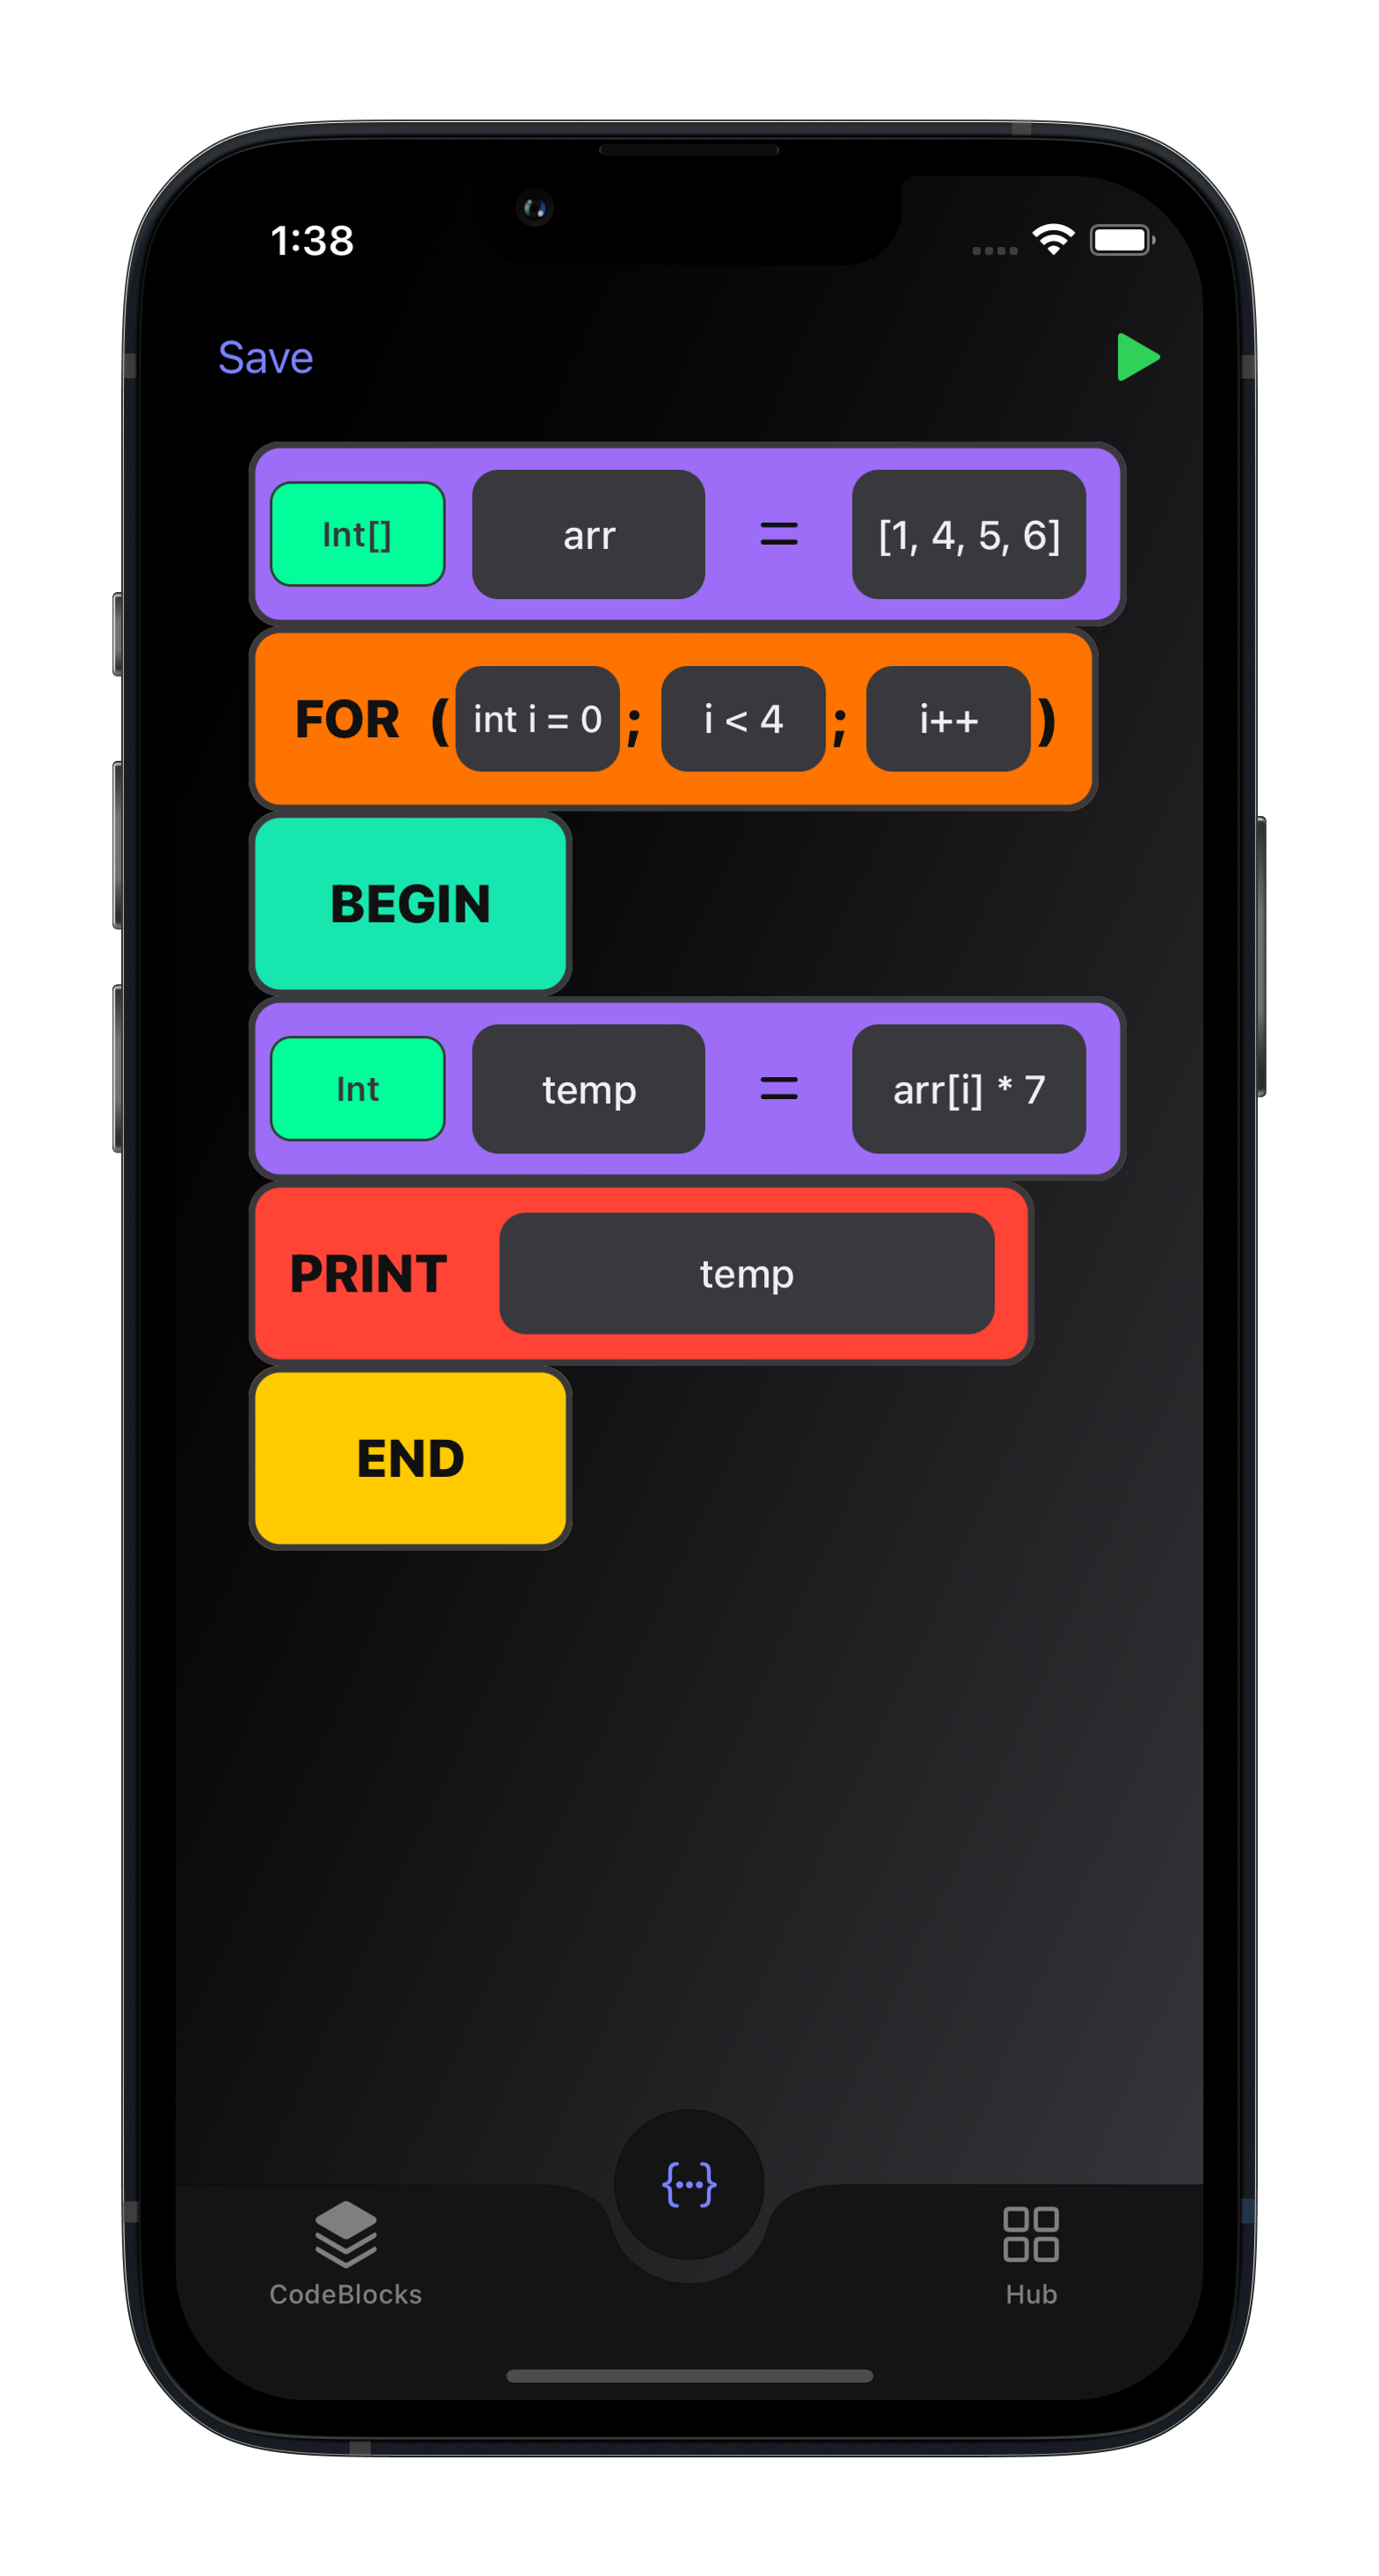 1:38
Save
Int[] arr = [1, 4, 5, 6]
FOR (int i = 0; i < 4; i++)
BEGIN
Int temp = arr[i] * 7
PRINT temp
END
{···}
CodeBlocks Hub